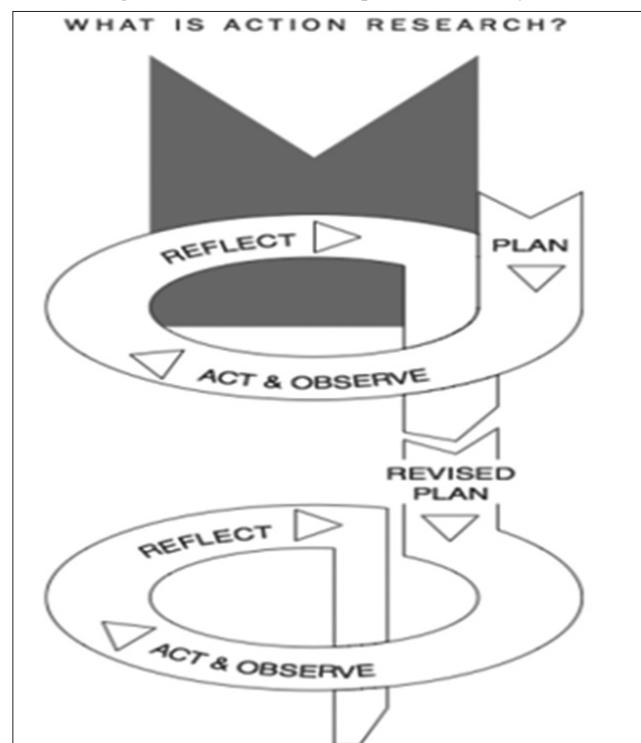 WHAT IS ACTION RESEARCH?
REFLECT
PLAN
ACT & OBSERVE
REVISED
PLAN
REFLECT
ACT & OBSERVE